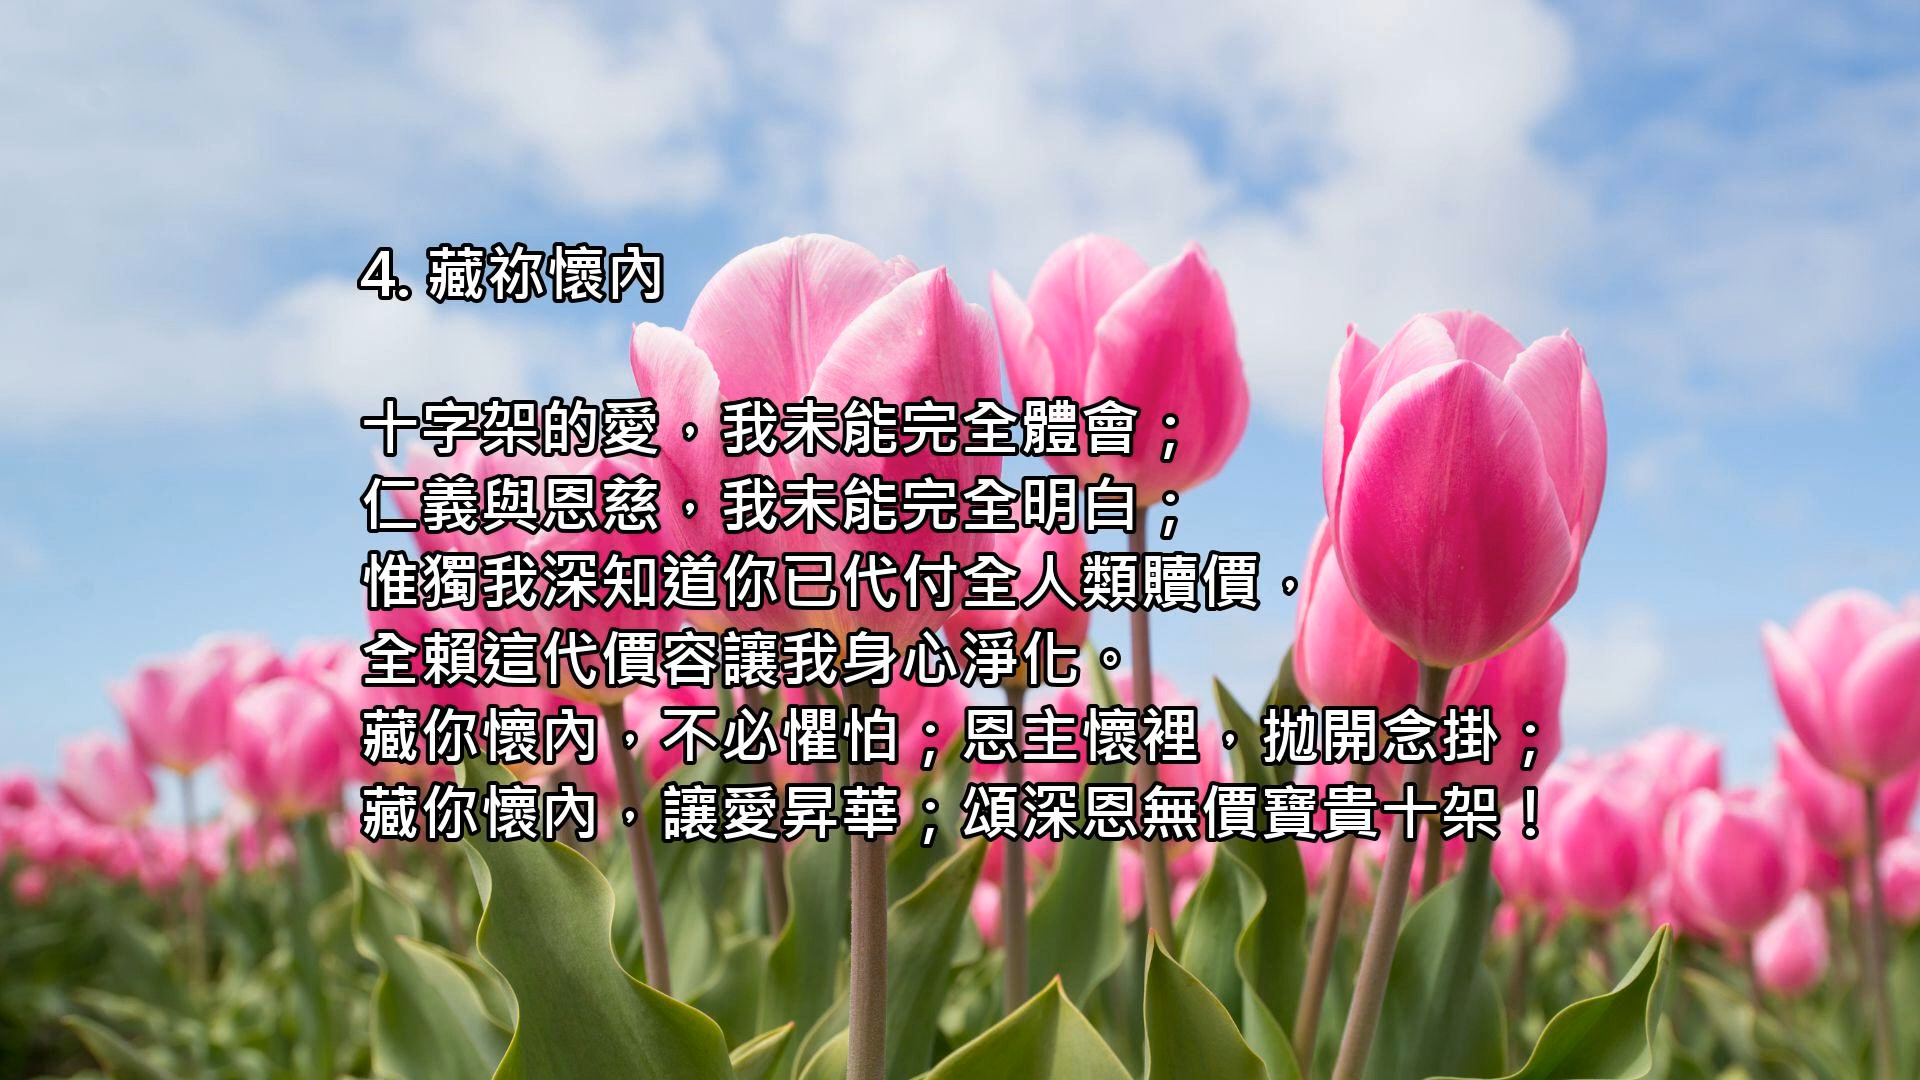 4. 藏祢懷內
十字架的愛，我未能完全體會；
仁義與恩慈，我未能完全明白；
惟獨我深知道你已代付全人類贖價，
全賴這代價容讓我身心淨化。
藏你懷內，不必懼怕；恩主懷裡，拋開念掛；
藏你懷內，讓愛昇華；頌深恩無價寶貴十架！